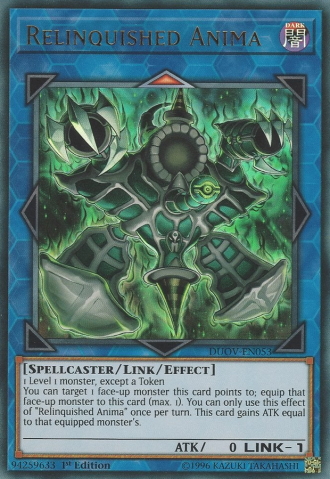 Relinquished Anima
DARK
闇
DUOV-EN053
[SPELLCASTER/LINK/EFFECT]
1 Level 1 monster, except a Token
You can target 1 face-up monster this card points to; equip that
face-up monster to this card (max. 1). You can only use this effect
of "Relinquished Anima" once per turn. This card gains ATK equal
to that equipped monster's.
ATK/ 0 LINK-1
94259633 1st Edition ©1996 KAZUKI TAKAHASHI